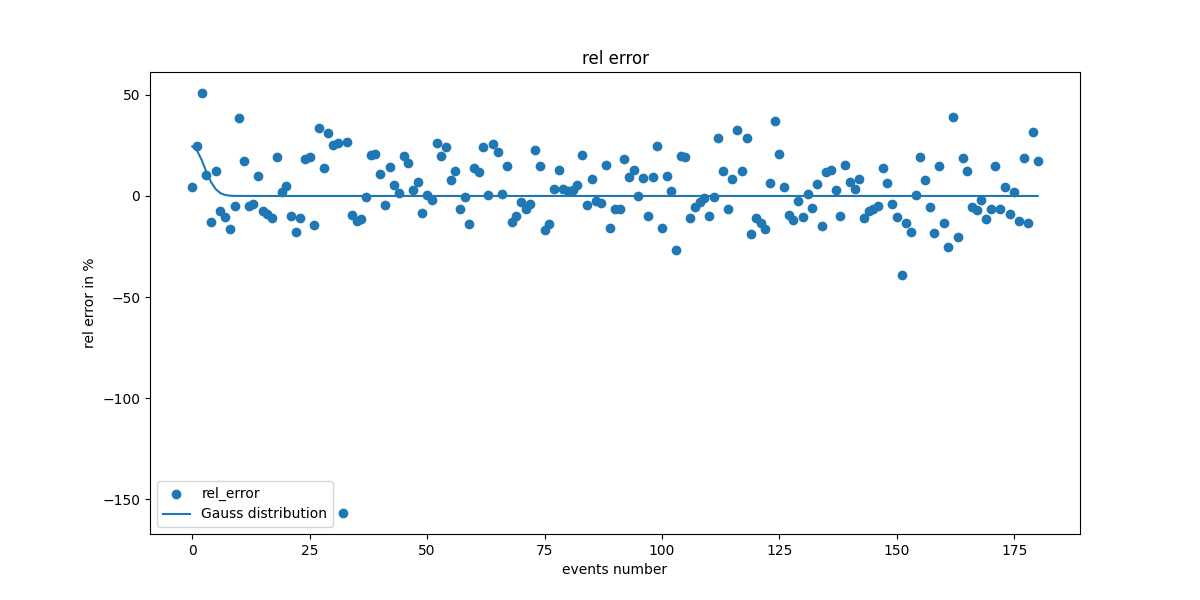 rel error
50
0
−50
−100
−150
rel error in %
rel_error
Gauss distribution
0 25 50 75 100 125 150 175
events number